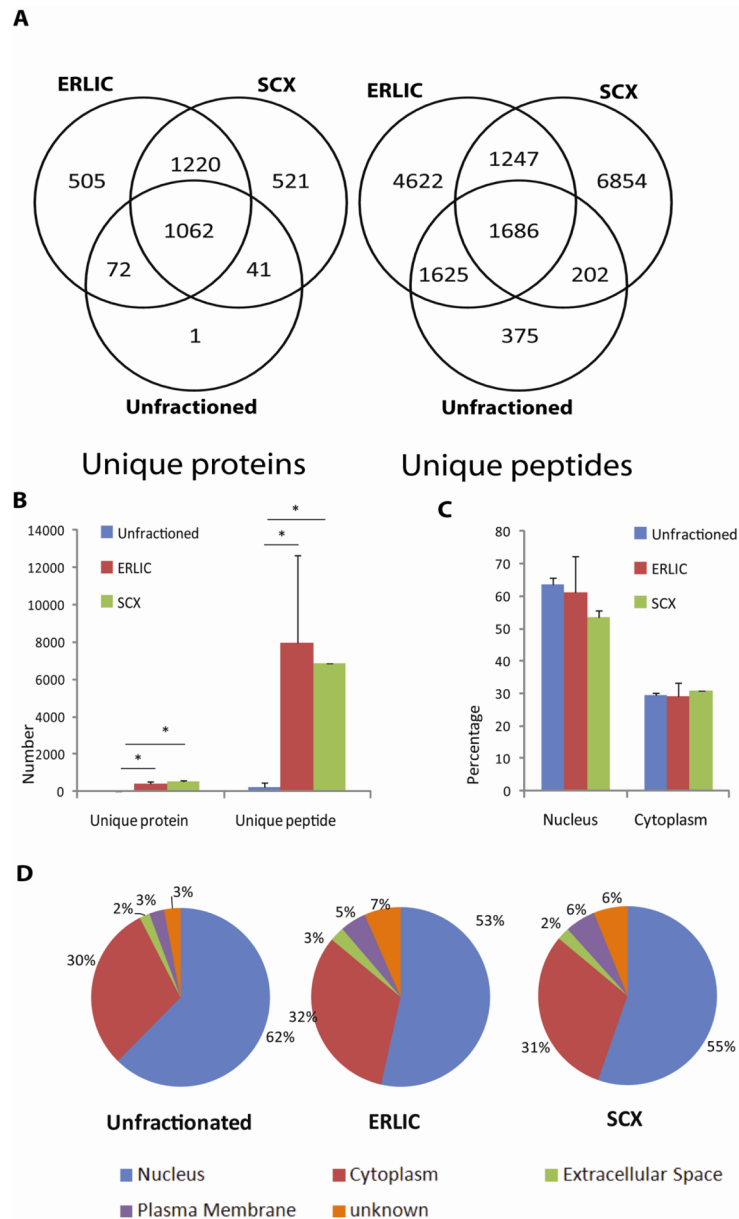 A
ERLIC
SCX
ERLIC
SCX
505
1220
521
1062
72
41
1
4622
1247
6854
1686
1625
202
375
Unfractioned
Unfractioned
Unique proteins
Unique peptides
B
Number
14000
12000
10000
8000
6000
4000
2000
0
Unfractioned
ERLIC
SCX
*
*
*
*
Unique protein
Unique peptide
C
Percentage
80
70
60
50
40
30
20
10
0
Unfractioned
ERLIC
SCX
Nucleus
Cytoplasm
D
2%
3%
3%
30%
62%
Unfractionated
3%
5%
7%
53%
32%
ERLIC
2%
6%
6%
31%
55%
SCX
Nucleus
Cytoplasm
Extracellular Space
Plasma Membrane
unknown